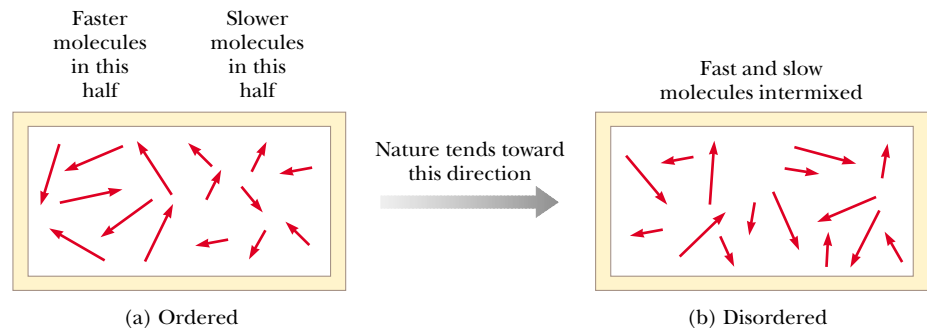 Faster
molecules
in this
half
Slower
molecules
in this
half
Nature tends toward
this direction
Fast and slow
molecules intermixed
(a) Ordered
(b) Disordered